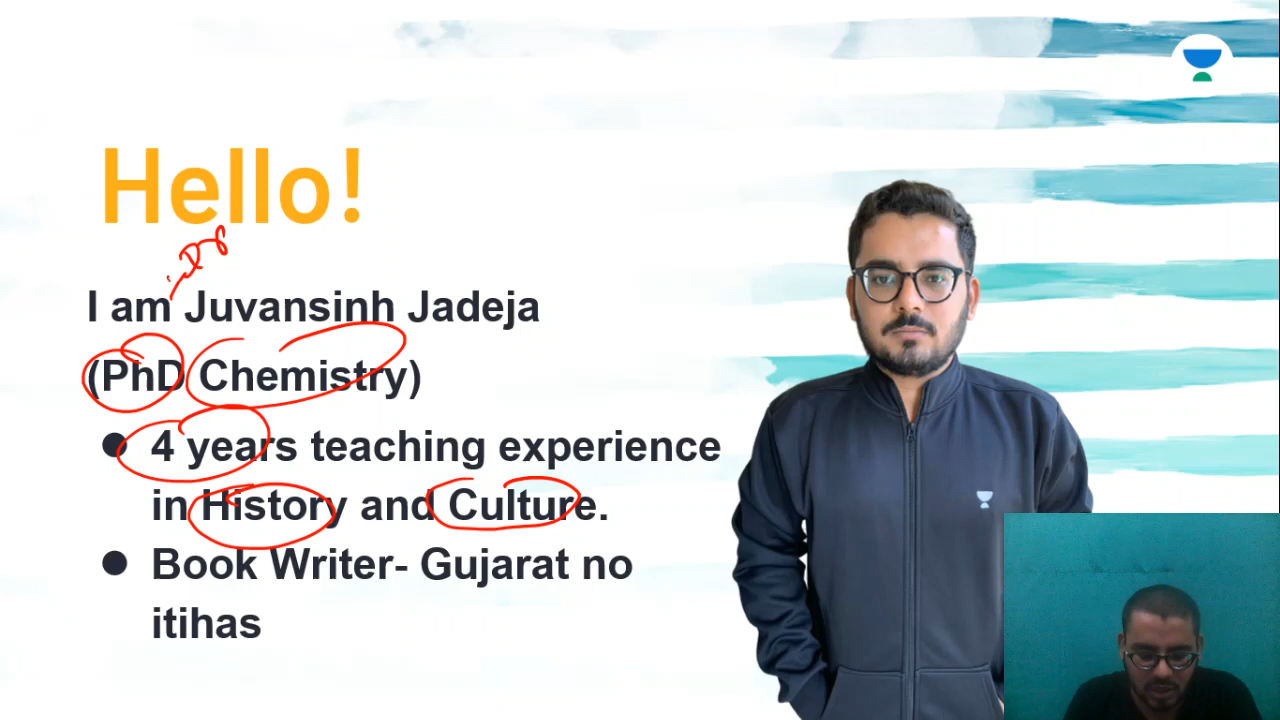 Hello!
I am Juvansinh Jadeja
(PhD Chemistry)
● 4 years teaching experience
in History and Culture.
● Book Writer- Gujarat no
itihas